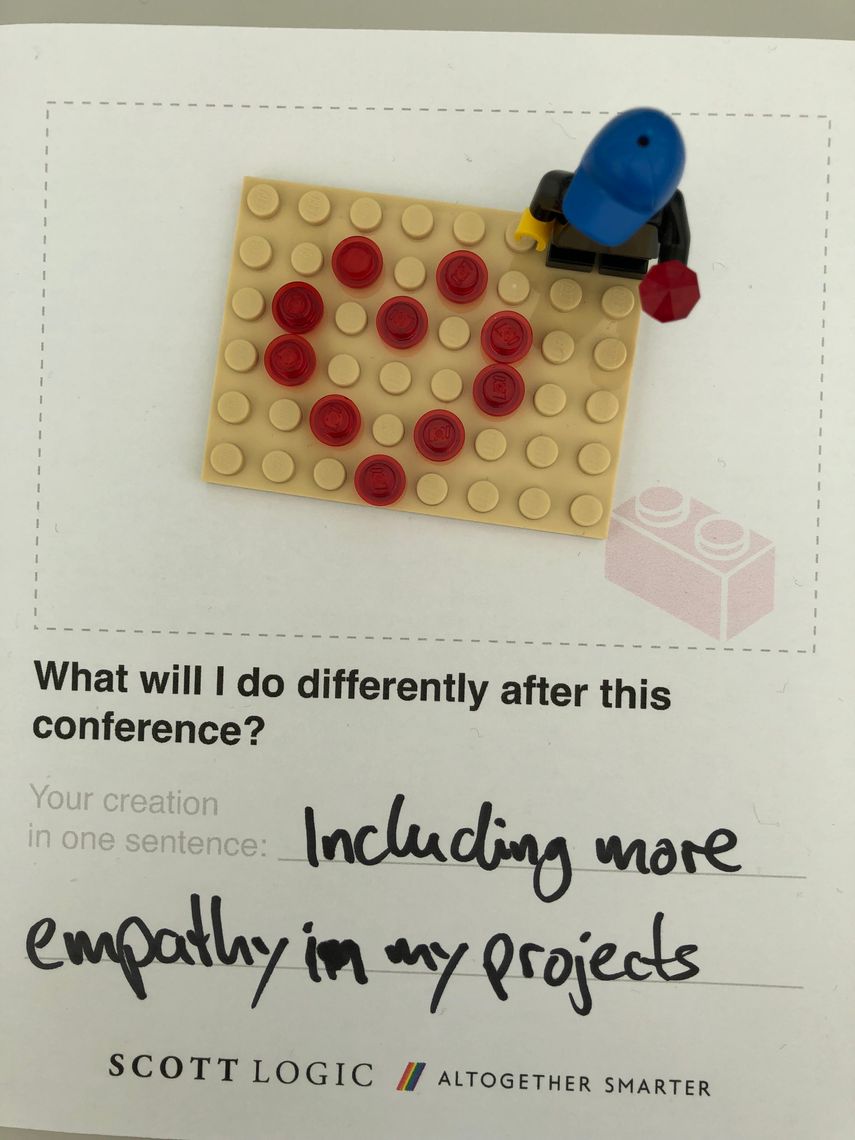 What will I do differently after this
conference?
Your creation
in one sentence: Including more
empathy in my projects
SCOTT LOGIC // ALTOGETHER SMARTER